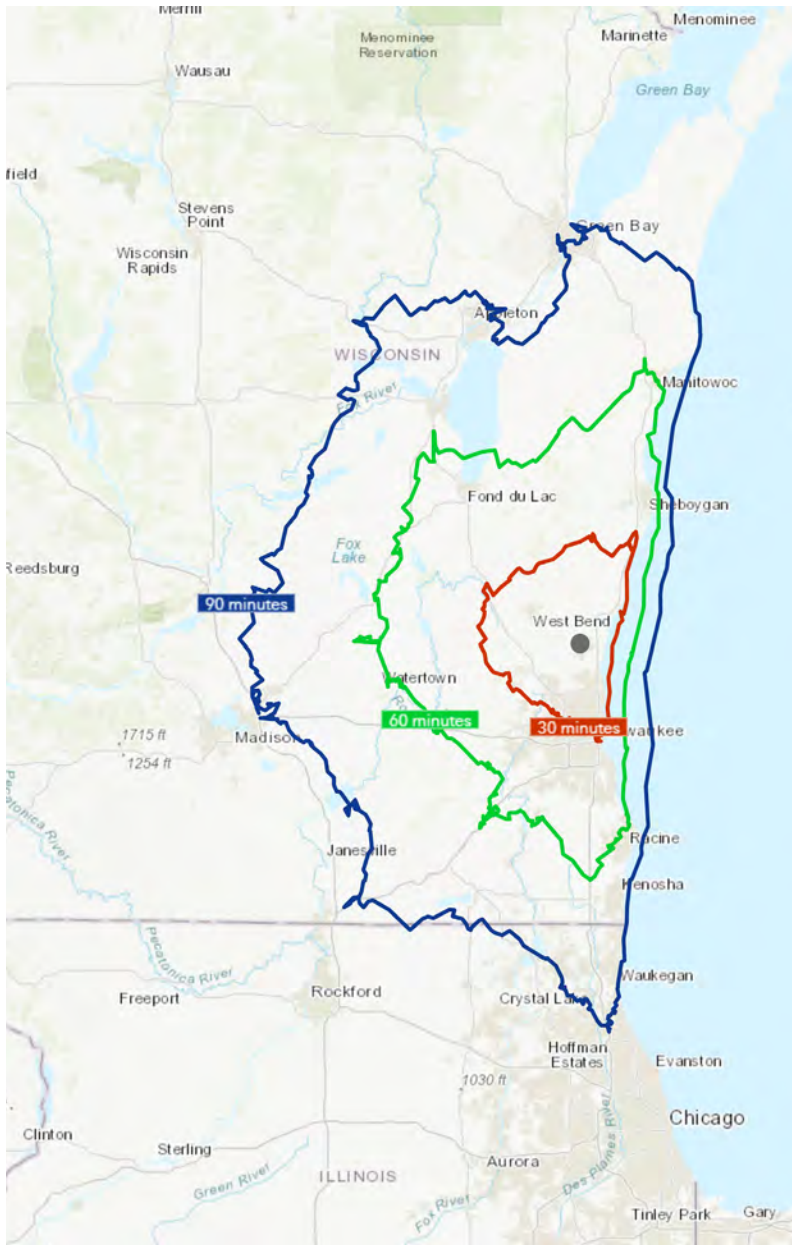 Merrill
Menominee
Menominee
Reservation
Marinette
Wausau
Green Bay
field
Stevens
Point
Green Bay
Wisconsin
Rapids
Appleton
WISCONSIN
Manitowoc
Fox River
Fond du Lac
Sheboygan
Fox
Lake
Reedsburg
90 minutes
West Bend
Watertown
60 minutes
30 minutes
waukee
Madison
1715 ft
1254 ft
Pecatonica River
Racine
Janesville
Kenosha
Pecatonica River
Waukegan
Rockford
Freeport
Crystal Lake
Hoffman
Estates
Evanston
1030 ft
Chicago
Clinton
Sterling
Aurora
Des Plaines River
ILLINOIS
Green River
Fox River
Tinley Park
Gary